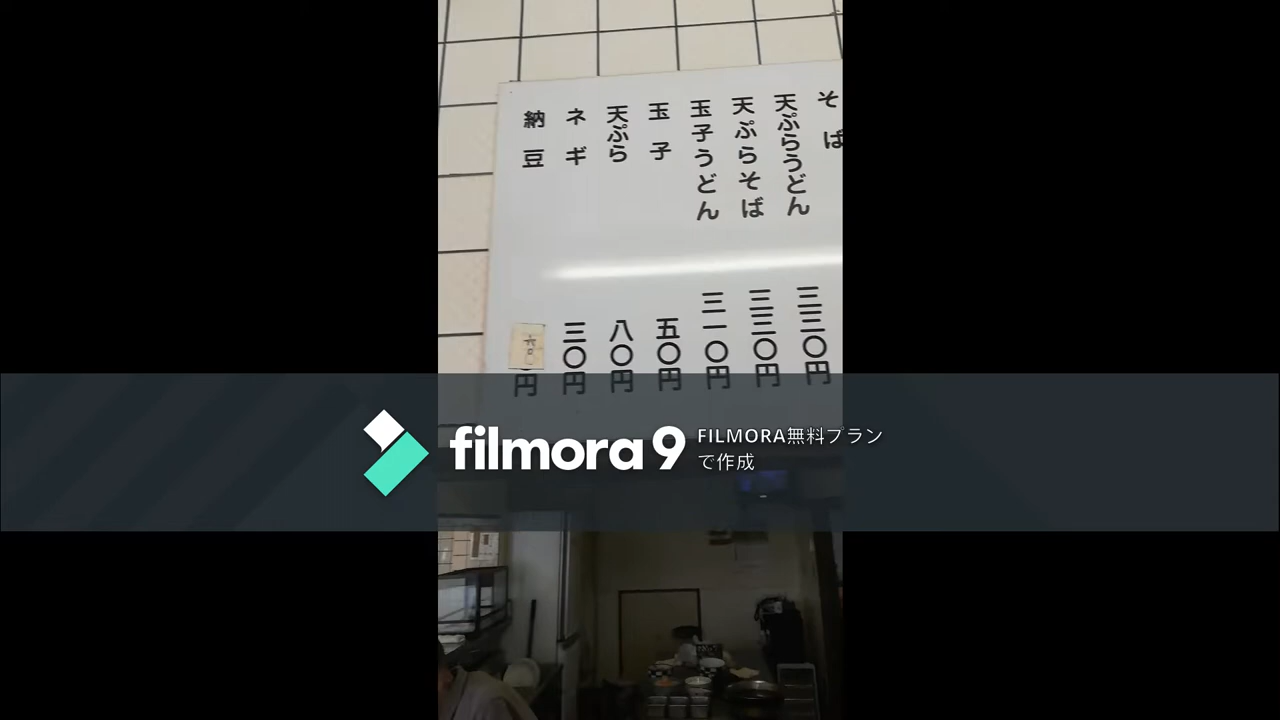 そば
天ぷらうどん 三三〇円
天ぷらそば 三三〇円
玉子うどん 三一〇円
玉子 五〇円
天ぷら 八〇円
ネギ 三〇円
納豆 六〇円
filmora9
FILMORA無料プラン
で作成